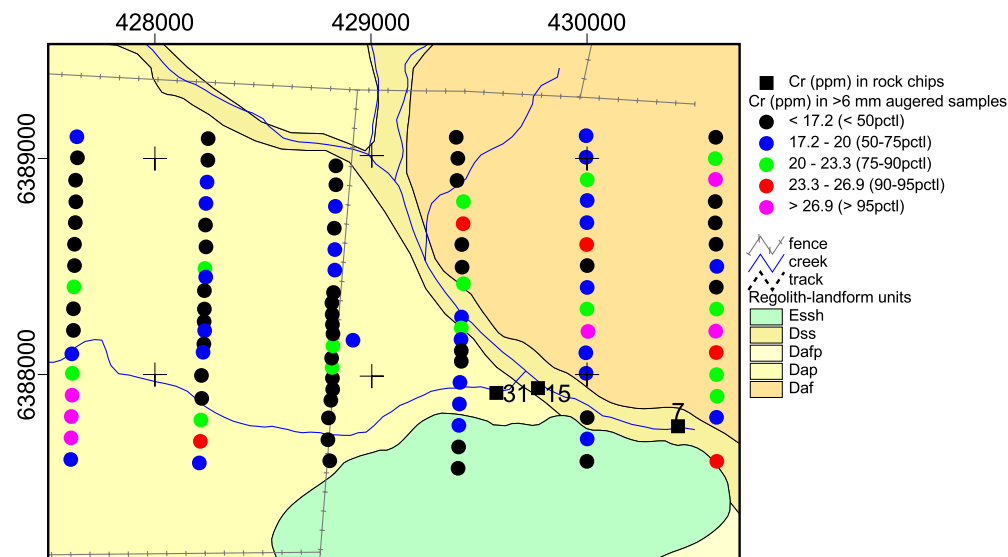 428000 429000 430000
6389000
6388000
31 15
7
Cr (ppm) in rock chips
Cr (ppm) in >6 mm augered samples
< 17.2 (< 50pctl)
17.2 - 20 (50-75pctl)
20 - 23.3 (75-90pctl)
23.3 - 26.9 (90-95pctl)
> 26.9 (> 95pctl)
fence
creek
track
Regolith-landform units
Essh
Dss
Dafp
Dap
Daf